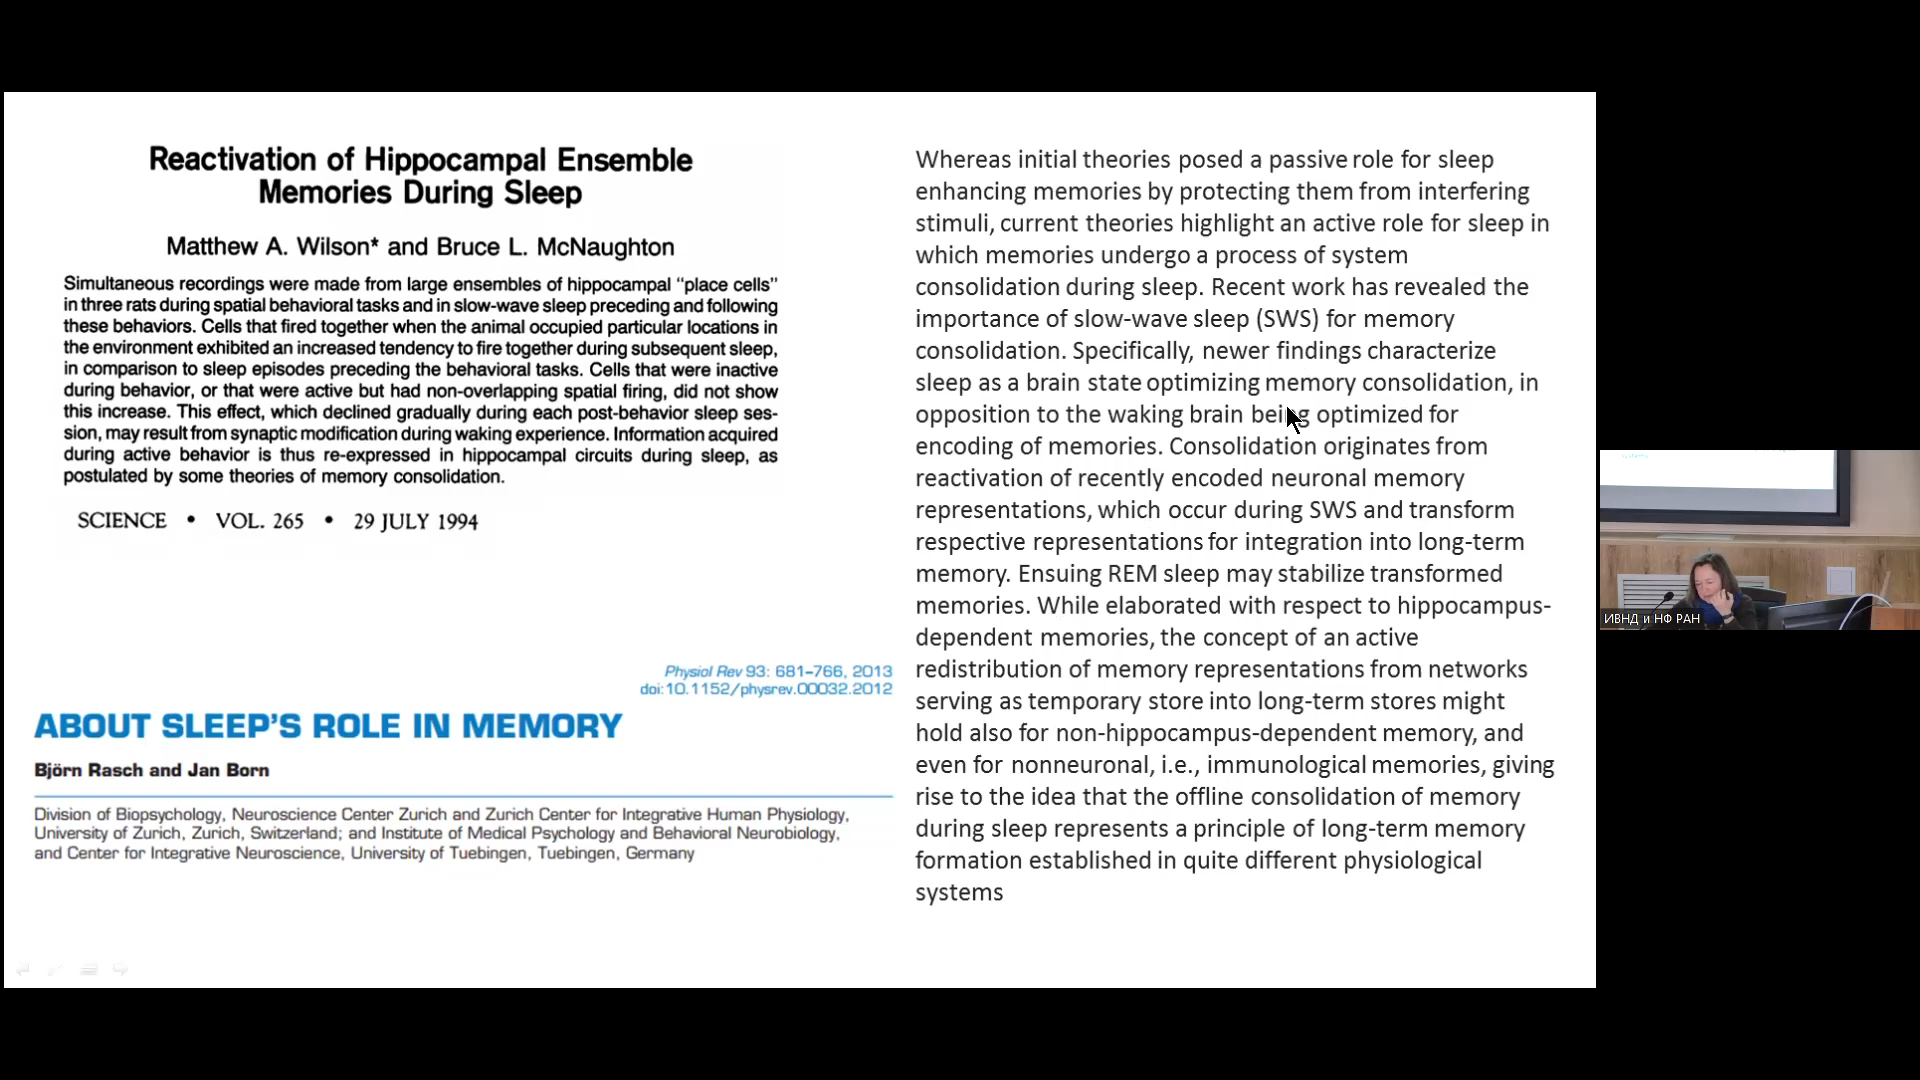 Reactivation of Hippocampal Ensemble
Memories During Sleep
Matthew A. Wilson* and Bruce L. McNaughton
Simultaneous recordings were made from large ensembles of hippocampal “place cells”
in three rats during spatial behavioral tasks and in slow-wave sleep preceding and following
these behaviors. Cells that fired together when the animal occupied particular locations in
the environment exhibited an increased tendency to fire together during subsequent sleep,
in comparison to sleep episodes preceding the behavioral tasks. Cells that were inactive
during behavior, or that were active but had non-overlapping spatial firing, did not show
this increase. This effect, which declined gradually during each post-behavior sleep ses-
sion, may result from synaptic modification during waking experience. Information acquired
during active behavior is thus re-expressed in hippocampal circuits during sleep, as
postulated by some theories of memory consolidation.
SCIENCE • VOL. 265 • 29 JULY 1994
Physiol Rev 93: 681–766, 2013
doi:10.1152/physrev.00032.2012
ABOUT SLEEP’S ROLE IN MEMORY
Björn Rasch and Jan Born
Division of Biopsychology, Neuroscience Center Zurich and Zurich Center for Integrative Human Physiology,
University of Zurich, Zurich, Switzerland; and Institute of Medical Psychology and Behavioral Neurobiology,
and Center for Integrative Neuroscience, University of Tuebingen, Tuebingen, Germany
Whereas initial theories posed a passive role for sleep
enhancing memories by protecting them from interfering
stimuli, current theories highlight an active role for sleep in
which memories undergo a process of system
consolidation during sleep. Recent work has revealed the
importance of slow-wave sleep (SWS) for memory
consolidation. Specifically, newer findings characterize
sleep as a brain state optimizing memory consolidation, in
opposition to the waking brain being optimized for
encoding of memories. Consolidation originates from
reactivation of recently encoded neuronal memory
representations, which occur during SWS and transform
respective representations for integration into long-term
memory. Ensuing REM sleep may stabilize transformed
memories. While elaborated with respect to hippocampus-
dependent memories, the concept of an active
redistribution of memory representations from networks
serving as temporary store into long-term stores might
hold also for non-hippocampus-dependent memory, and
even for nonneuronal, i.e., immunological memories, giving
rise to the idea that the offline consolidation of memory
during sleep represents a principle of long-term memory
formation established in quite different physiological
systems
ИВНД и НФ РАН